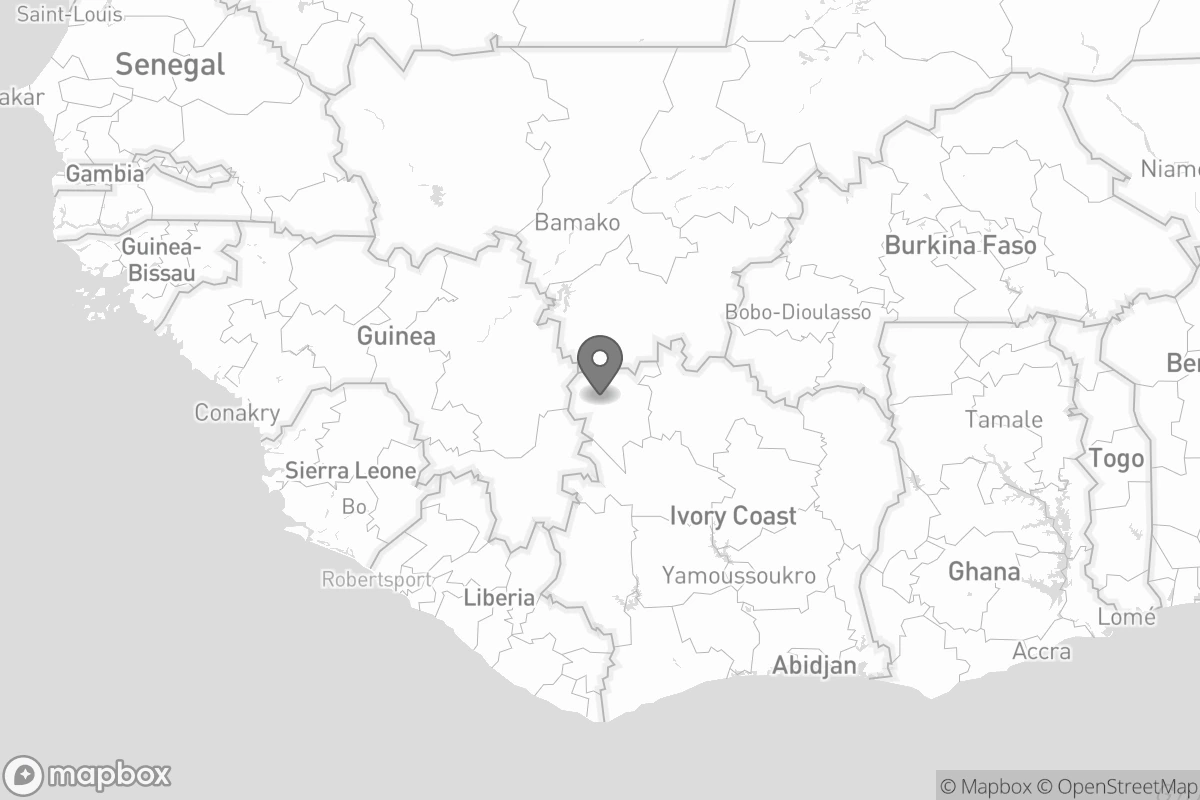 Saint-Louis
Senegal
akar
Gambia
Niame
Bamako
Guinea-
Bissau
Burkina Faso
Bobo-Dioulasso
Guinea
Ber
Conakry
Tamale
Togo
Sierra Leone
Bo
Ivory Coast
Ghana
Yamoussoukro
Robertsport
Liberia
Lomé
Accra
Abidjan
mapbox
© Mapbox © OpenStreetMap